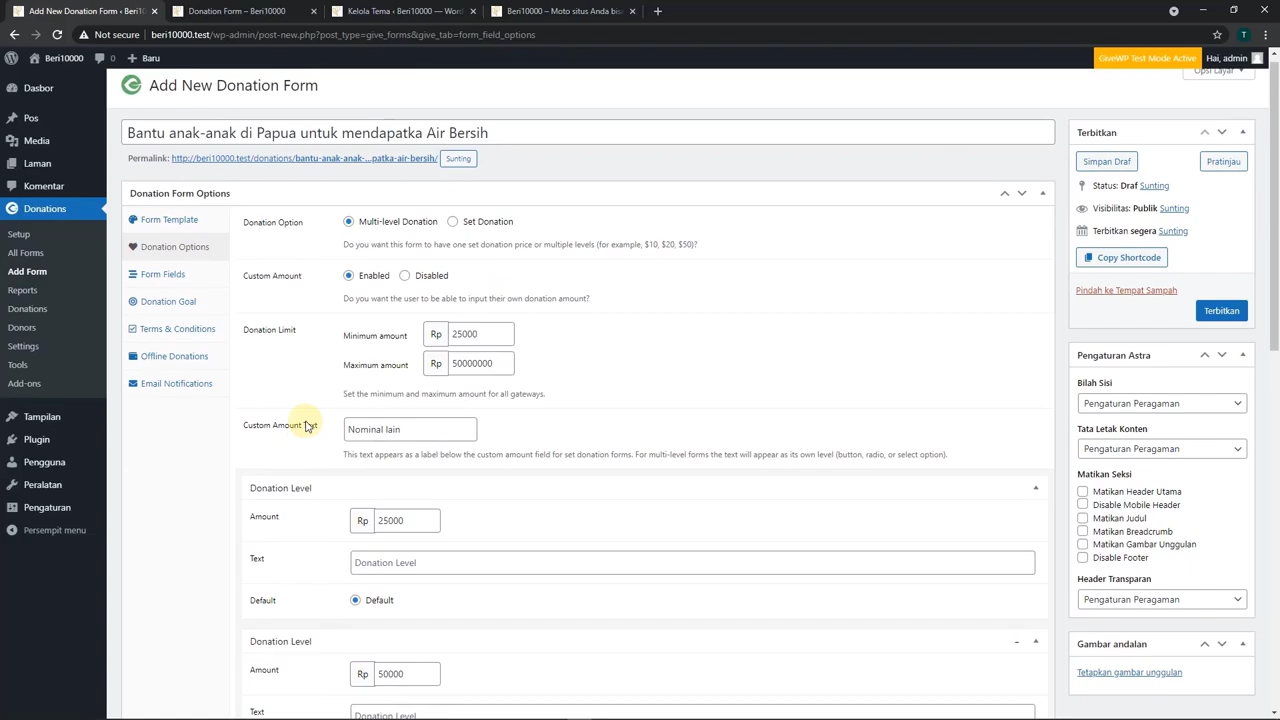 Add New Donation Form ‹ Beri10
Donation Form – Beri10000
Kelola Tema ‹ Beri10000 — Word
Beri10000 – Moto situs Anda bisa
Not secure
beri10000.test/wp-admin/post-new.php?post_type=give_forms&give_tab=form_field_options
T
Beri10000
0
Baru
GiveWP Test Mode Active
Hai, admin
Opsi Layar
Dasbor
Pos
Media
Laman
Komentar
Donations
Setup
All Forms
Add Form
Reports
Donations
Donors
Settings
Tools
Add-ons
Tampilan
Plugin
Pengguna
Peralatan
Pengaturan
Persempit menu
Add New Donation Form
Bantu anak-anak di Papua untuk mendapatka Air Bersih
Permalink: http://beri10000.test/donations/bantu-anak-anak-...patka-air-bersih/ Sunting
Donation Form Options
Form Template
Donation Options
Form Fields
Donation Goal
Terms & Conditions
Offline Donations
Email Notifications
Donation Option
Multi-level Donation
Set Donation
Do you want this form to have one set donation price or multiple levels (for example, $10, $20, $50)?
Custom Amount
Enabled
Disabled
Do you want the user to be able to input their own donation amount?
Donation Limit
Minimum amount
Rp 25000
Maximum amount
Rp 50000000
Set the minimum and maximum amount for all gateways.
Custom Amount
Nominal lain
This text appears as a label below the custom amount field for set donation forms. For multi-level forms the text will appear as its own level (button, radio, or select option).
Donation Level
Amount
Rp 25000
Text
Donation Level
Default
Default
Donation Level
Amount
Rp 50000
Text
Donation Level
Terbitkan
Simpan Draf
Pratinjau
Status: Draf Sunting
Visibilitas: Publik Sunting
Terbitkan segera Sunting
Copy Shortcode
Pindah ke Tempat Sampah
Terbitkan
Pengaturan Astra
Bilah Sisi
Pengaturan Peragaman
Tata Letak Konten
Pengaturan Peragaman
Matikan Seksi
Matikan Header Utama
Disable Mobile Header
Matikan Judul
Matikan Breadcrumb
Matikan Gambar Unggulan
Disable Footer
Header Transparan
Pengaturan Peragaman
Gambar andalan
Tetapkan gambar unggulan